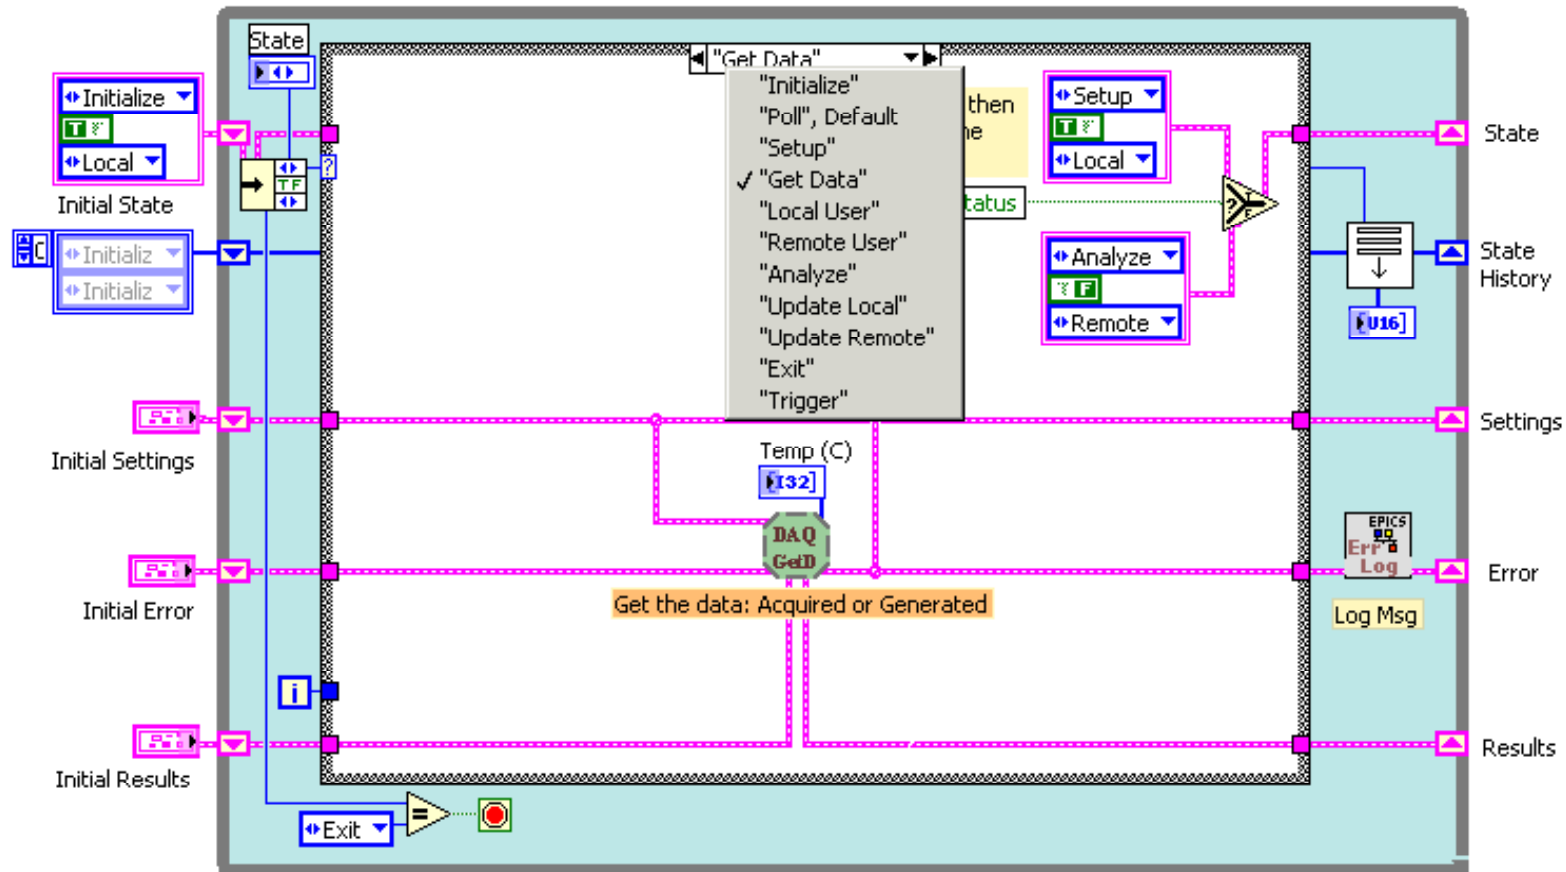 State
"Get Data"
Initialize
T
Local
Initial State
"Initialize"
"Poll", Default
"Setup"
"Get Data"
"Local User"
"Remote User"
"Analyze"
"Update Local"
"Update Remote"
"Exit"
"Trigger"
then
Setup
T
Local
State
?
T F
tatus
?
T
F
Initializ
Initializ
Analyze
F
Remote
State
History
[U16]
Initial Settings
Settings
Temp (C)
[I32]
DAQ
GetD
EPICS
Err
Log
Initial Error
Error
Get the data: Acquired or Generated
Log Msg
i
Initial Results
Results
Exit
=